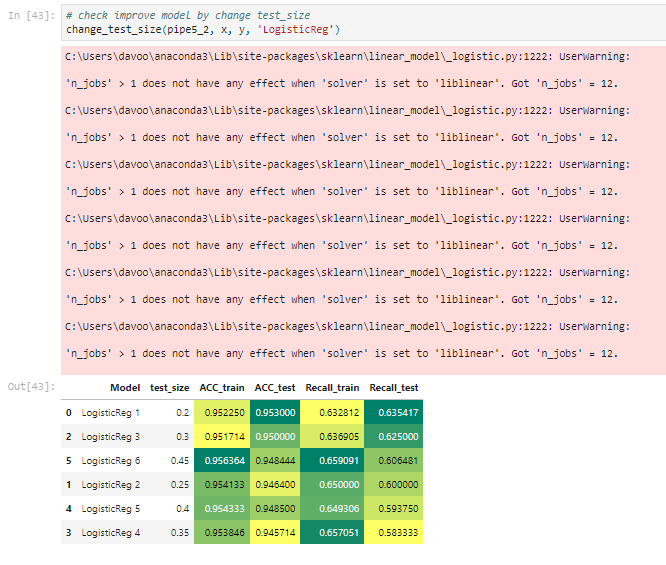 In [43]:
# check improve model by change test_size
change_test_size(pipe5_2, x, y, 'LogisticReg')
C:\Users\davoo\anaconda3\Lib\site-packages\sklearn\linear_model\_logistic.py:1222: UserWarning:
'n_jobs' > 1 does not have any effect when 'solver' is set to 'liblinear'. Got 'n_jobs' = 12.
C:\Users\davoo\anaconda3\Lib\site-packages\sklearn\linear_model\_logistic.py:1222: UserWarning:
'n_jobs' > 1 does not have any effect when 'solver' is set to 'liblinear'. Got 'n_jobs' = 12.
C:\Users\davoo\anaconda3\Lib\site-packages\sklearn\linear_model\_logistic.py:1222: UserWarning:
'n_jobs' > 1 does not have any effect when 'solver' is set to 'liblinear'. Got 'n_jobs' = 12.
C:\Users\davoo\anaconda3\Lib\site-packages\sklearn\linear_model\_logistic.py:1222: UserWarning:
'n_jobs' > 1 does not have any effect when 'solver' is set to 'liblinear'. Got 'n_jobs' = 12.
C:\Users\davoo\anaconda3\Lib\site-packages\sklearn\linear_model\_logistic.py:1222: UserWarning:
'n_jobs' > 1 does not have any effect when 'solver' is set to 'liblinear'. Got 'n_jobs' = 12.
C:\Users\davoo\anaconda3\Lib\site-packages\sklearn\linear_model\_logistic.py:1222: UserWarning:
'n_jobs' > 1 does not have any effect when 'solver' is set to 'liblinear'. Got 'n_jobs' = 12.
Out[43]:
Model test_size ACC_train ACC_test Recall_train Recall_test
0 LogisticReg 1 0.2 0.952250 0.953000 0.632812 0.635417
2 LogisticReg 3 0.3 0.951714 0.950000 0.636905 0.625000
5 LogisticReg 6 0.45 0.956364 0.948444 0.659091 0.606481
1 LogisticReg 2 0.25 0.954133 0.946400 0.650000 0.600000
4 LogisticReg 5 0.4 0.954333 0.948500 0.649306 0.593750
3 LogisticReg 4 0.35 0.953846 0.945714 0.657051 0.583333